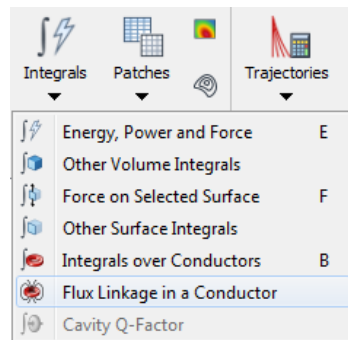 Integrals Patches Trajectories
Energy, Power and Force E
Other Volume Integrals
Force on Selected Surface F
Other Surface Integrals
Integrals over Conductors B
Flux Linkage in a Conductor
Cavity Q-Factor